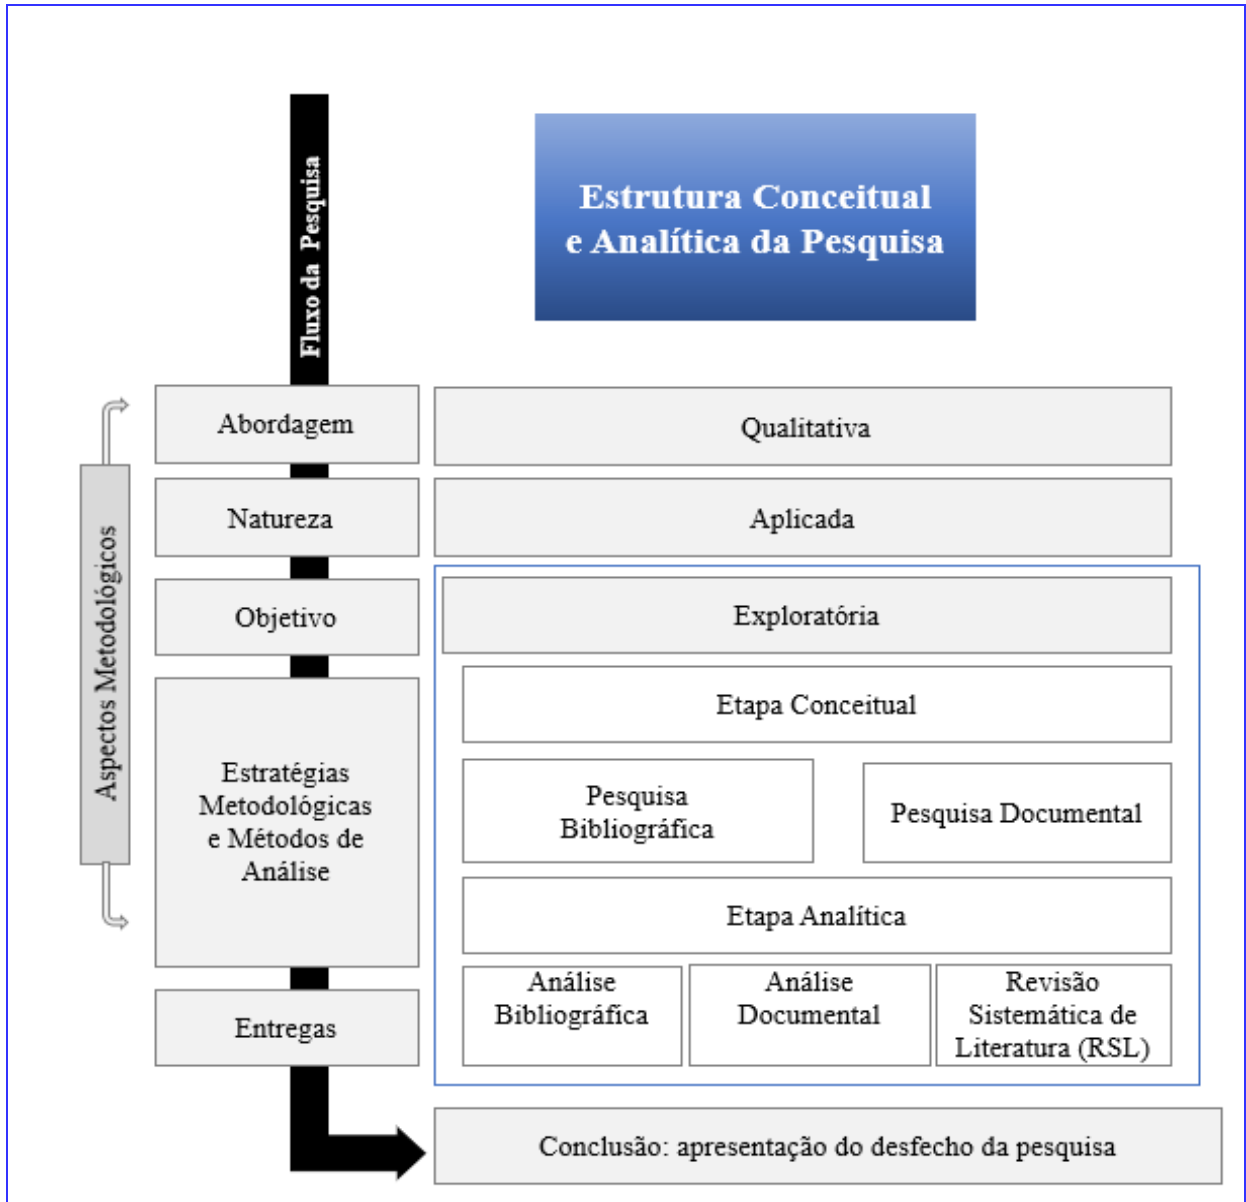 Fluxo da Pesquisa
Estrutura Conceitual
e Analítica da Pesquisa
Aspectos Metodológicos
Abordagem
Qualitativa
Natureza
Aplicada
Objetivo
Exploratória
Estratégias
Metodológicas
e Métodos de
Análise
Etapa Conceitual
Pesquisa
Bibliográfica
Pesquisa Documental
Etapa Analítica
Entregas
Análise
Bibliográfica
Análise
Documental
Revisão
Sistemática de
Literatura (RSL)
Conclusão: apresentação do desfecho da pesquisa